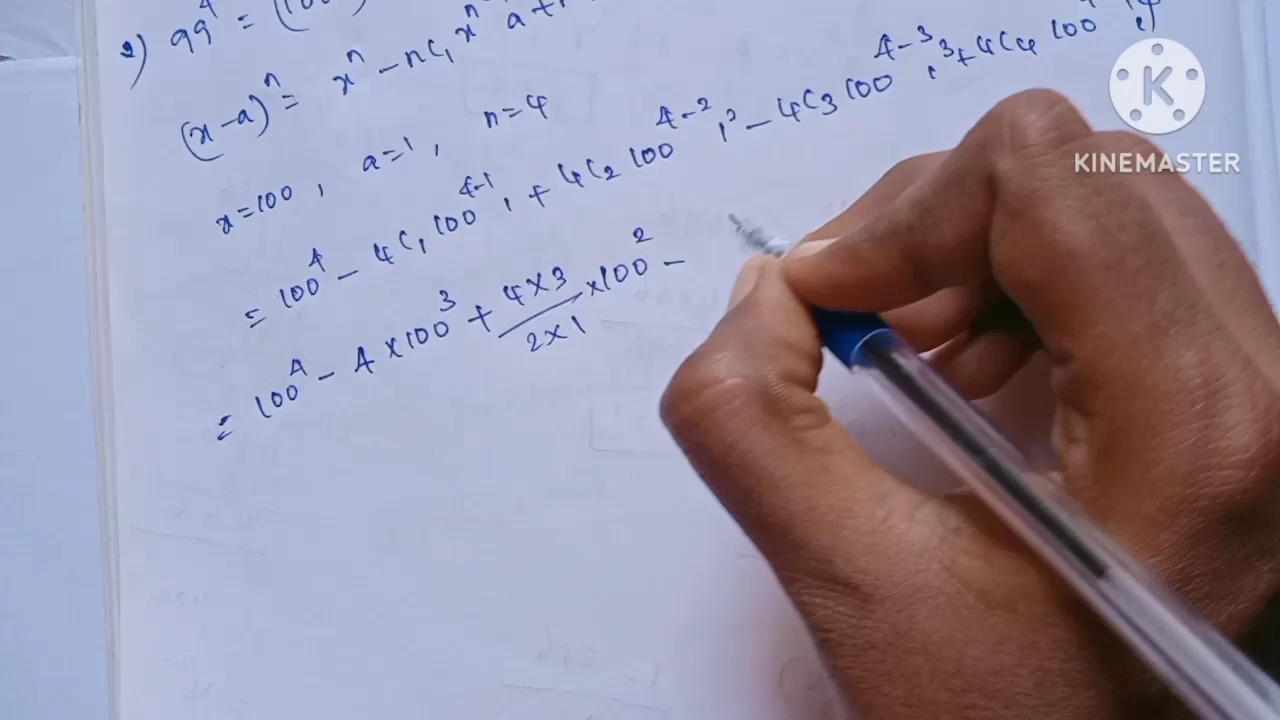 2) 99⁴ = (100
(x-a)ⁿ = xⁿ - nC₁ xⁿ a +
x=100, a=1, n=4
= 100⁴ - 4C₁ 100⁴⁻¹ 1 + 4C₂ 100⁴⁻² 1² - 4C₃ 100⁴⁻³ 1³ + 4C₄ 100
= 100⁴ - 4×100³ + 4×3/2×1 ×100² -
K
KINEMASTER